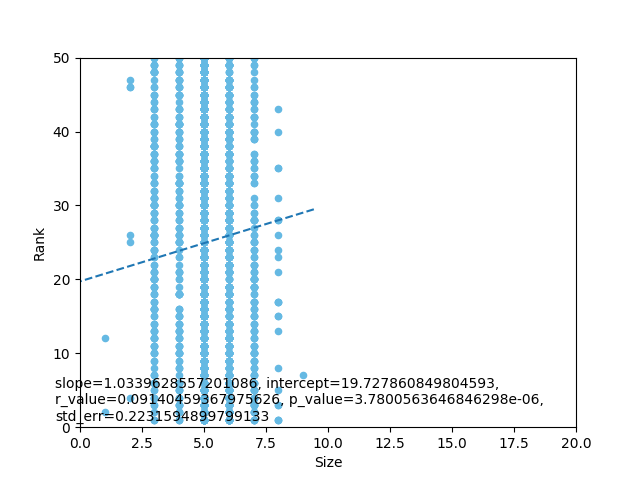 50
40
30
20
10
0
Rank
slope=1.0339628557201086, intercept=19.727860849804593,
r_value=0.09140459367975626, p_value=3.7800563646846298e-06,
std_err=0.2231594899799133
0.0 2.5 5.0 7.5 10.0 12.5 15.0 17.5 20.0
Size